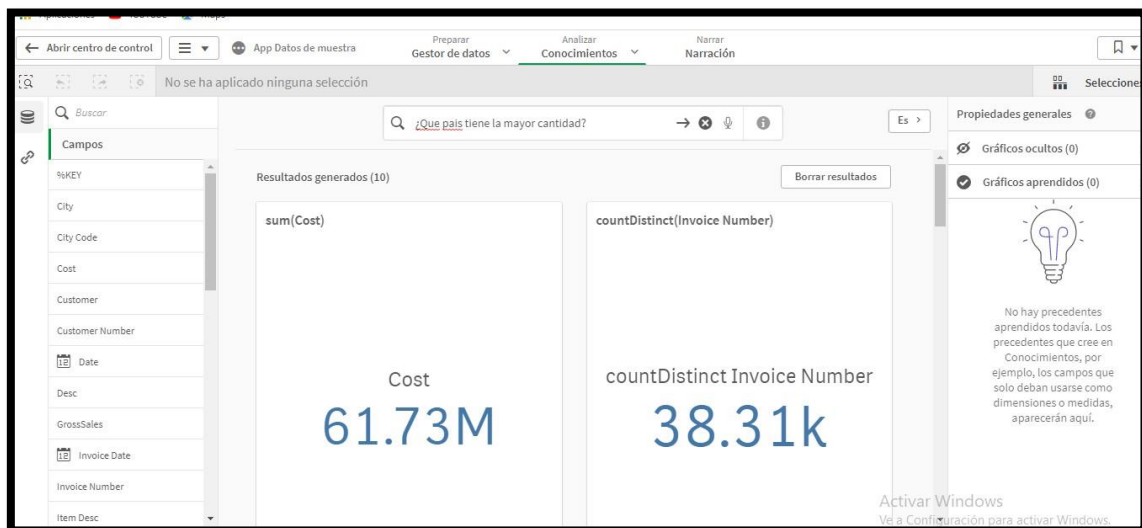 Abrir centro de control
App Datos de muestra
Preparar
Gestor de datos
Analizar
Conocimientos
Narrar
Narración
No se ha aplicado ninguna selección
Selecciones
Buscar
Campos
%KEY
City
City Code
Cost
Customer
Customer Number
Date
Desc
GrossSales
Invoice Date
Invoice Number
Item Desc
¿Que pais tiene la mayor cantidad?
Es
Resultados generados (10)
Borrar resultados
sum(Cost)
Cost
61.73M
countDistinct(Invoice Number)
countDistinct Invoice Number
38.31k
Propiedades generales
Gráficos ocultos (0)
Gráficos aprendidos (0)
No hay precedentes
aprendidos todavía. Los
precedentes que cree en
Conocimientos, por
ejemplo, los campos que
solo deban usarse como
dimensiones o medidas,
aparecerán aquí.
Activar Windows
Ve a Configuración para activar Windows.